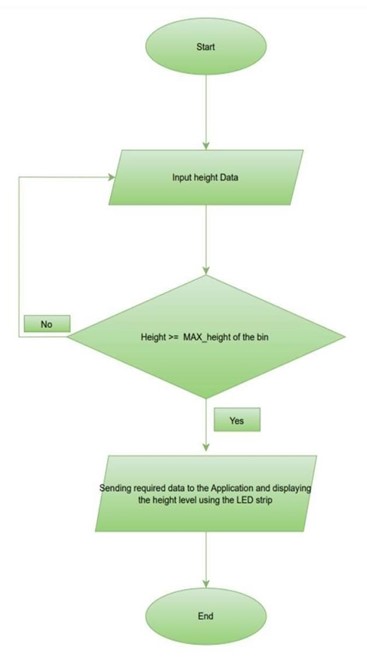 Start
Input height Data
Height >= MAX_height of the bin
No
Yes
Sending required data to the Application and displaying
the height level using the LED strip
End